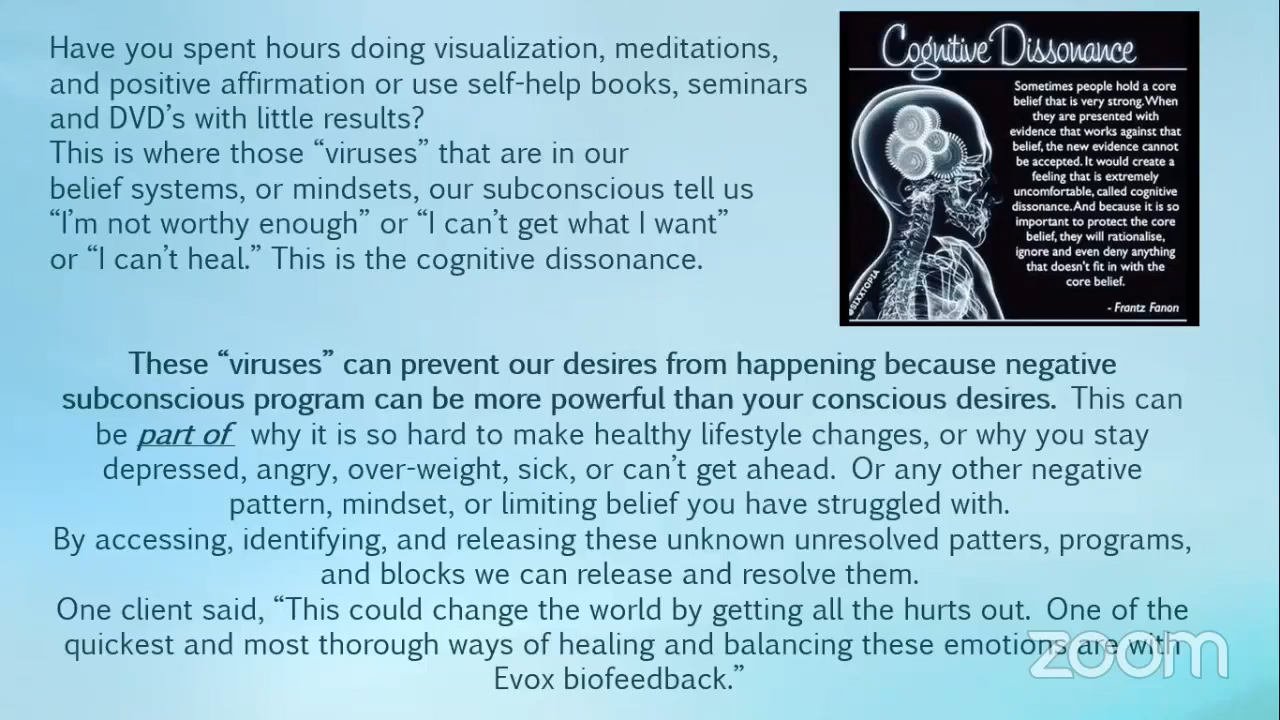 Have you spent hours doing visualization, meditations,
and positive affirmation or use self-help books, seminars
and DVD’s with little results?
This is where those “viruses” that are in our
belief systems, or mindsets, our subconscious tell us
“I’m not worthy enough” or “I can’t get what I want”
or “I can’t heal.” This is the cognitive dissonance.
Cognitive Dissonance
Sometimes people hold a core
belief that is very strong. When
they are presented with
evidence that works against that
belief, the new evidence cannot
be accepted. It would create a
feeling that is extremely
uncomfortable, called cognitive
dissonance. And because it is so
important to protect the core
belief, they will rationalise,
ignore and even deny anything
that doesn’t fit in with the
core belief.
- Frantz Fanon
These “viruses” can prevent our desires from happening because negative
subconscious program can be more powerful than your conscious desires. This can
be part of why it is so hard to make healthy lifestyle changes, or why you stay
depressed, angry, over-weight, sick, or can’t get ahead. Or any other negative
pattern, mindset, or limiting belief you have struggled with.
By accessing, identifying, and releasing these unknown unresolved patters, programs,
and blocks we can release and resolve them.
One client said, “This could change the world by getting all the hurts out. One of the
quickest and most thorough ways of healing and balancing these emotions are with
Evox biofeedback.”
zoom